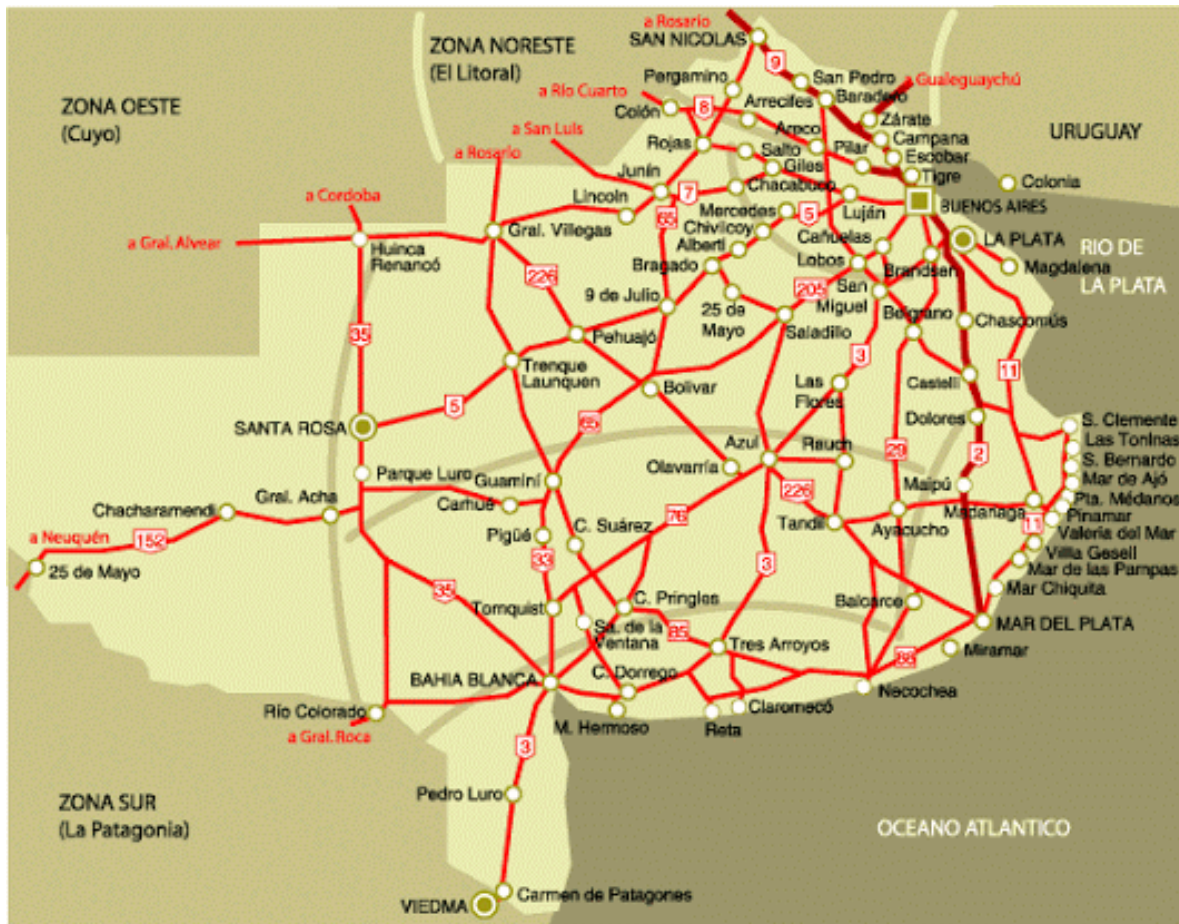 a Rosario
ZONA NORESTE
(El Litoral)
SAN NICOLAS
9
Pergamino
San Pedro
a Gualeguaychú
ZONA OESTE
(Cuyo)
a Río Cuarto
Baradero
Colón
8
Arrecifes
Zárate
a San Luis
Areco
Campana
URUGUAY
Rojas
Salto
Pilar
Escobar
a Rosario
Giles
Tigre
Junín
Colonia
a Cordoba
Lincoln
7
Chacabuco
Luján
BUENOS AIRES
65
Mercedes
5
Gral. Villegas
Chivilcoy
Cañuelas
LA PLATA
a Gral. Alvear
Huinca
Renancó
Alberti
RIO DE
LA PLATA
Bragado
Lobos
Brandsen
Magdalena
226
205
San
Miguel
9 de Julio
25 de
Mayo
Belgrano
Chascomús
35
Pehuajó
Saladillo
Trenque
Launquen
3
11
Bolivar
Las
Flores
Castelli
5
Dolores
SANTA ROSA
65
S. Clemente
Azul
Rauch
29
2
Las Toninas
Parque Luro
Guaminí
Olavarría
S. Bernardo
Gral. Acha
Maipú
Mar de Ajó
Chacharamendi
Carhué
226
Pta. Médanos
76
Tandil
Ayacucho
Madanaga
11
Pinamar
a Neuquén
152
Pigüé
C. Suárez
Valeria del Mar
33
3
Villla Gesell
25 de Mayo
Mar de las Pampas
35
Mar Chiquita
Tornquist
C. Pringles
Balcarce
MAR DEL PLATA
Sa. de la
Ventana
85
Tres Arroyos
88
Miramar
BAHIA BLANCA
C. Dorrego
Necochea
Río Colorado
M. Hermoso
Reta
Claromecó
a Gral. Roca
3
Pedro Luro
ZONA SUR
(La Patagonia)
OCEANO ATLANTICO
Carmen de Patagones
VIEDMA